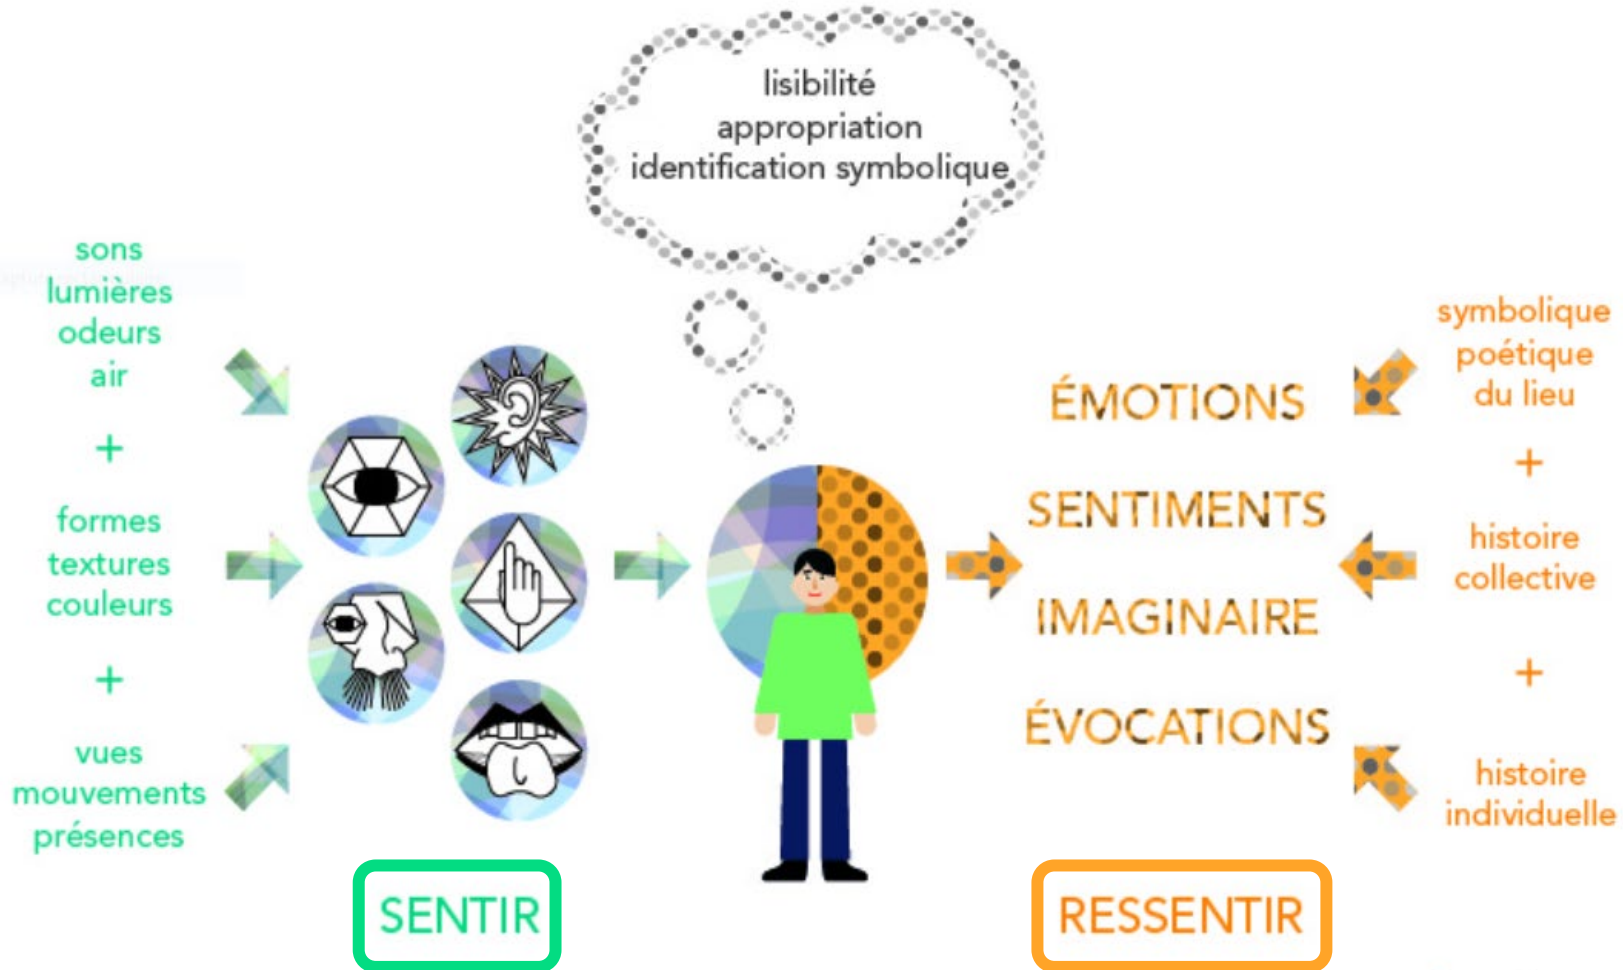 lisibilité
appropriation
identification symbolique
sons
lumières
odeurs
air
+
formes
textures
couleurs
+
vues
mouvements
présences
SENTIR
ÉMOTIONS
SENTIMENTS
IMAGINAIRE
ÉVOCATIONS
symbolique
poétique
du lieu
+
histoire
collective
+
histoire
individuelle
RESSENTIR